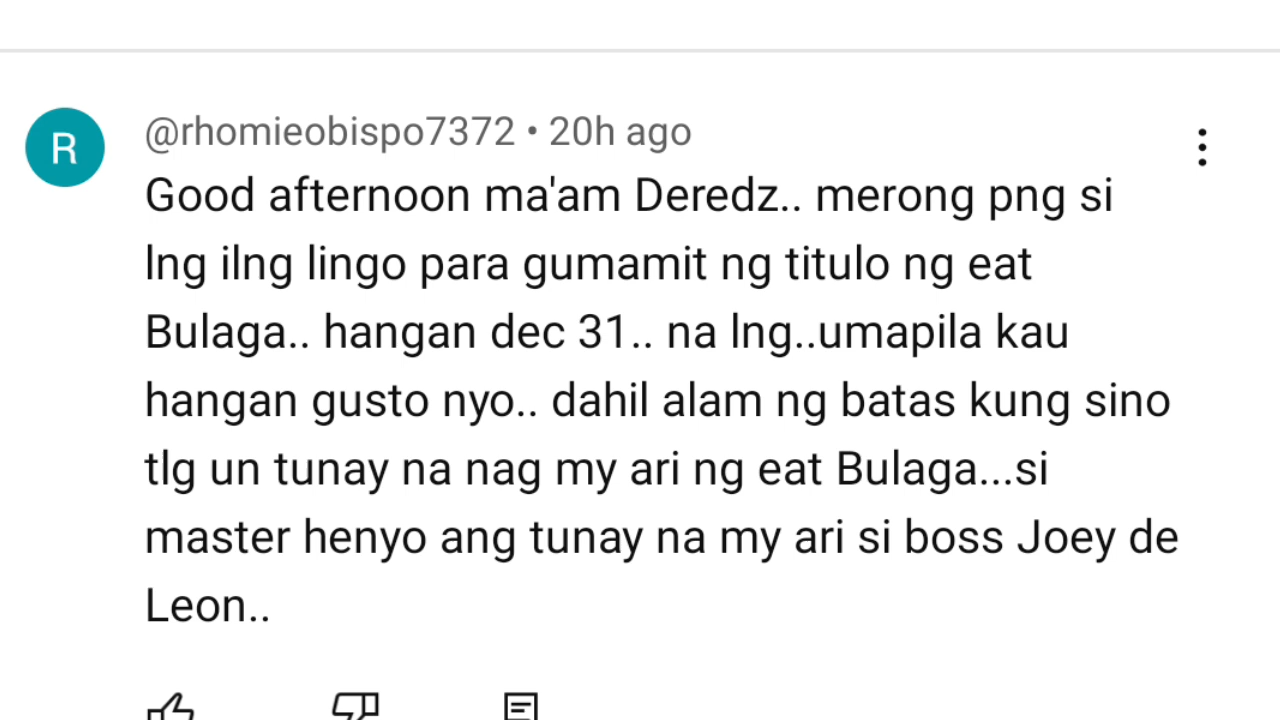 R
@rhomieobispo7372 • 20h ago
Good afternoon ma'am Deredz.. merong png si
lng ilng lingo para gumamit ng titulo ng eat
Bulaga.. hangan dec 31.. na lng..umapila kau
hangan gusto nyo.. dahil alam ng batas kung sino
tlg un tunay na nag my ari ng eat Bulaga...si
master henyo ang tunay na my ari si boss Joey de
Leon..